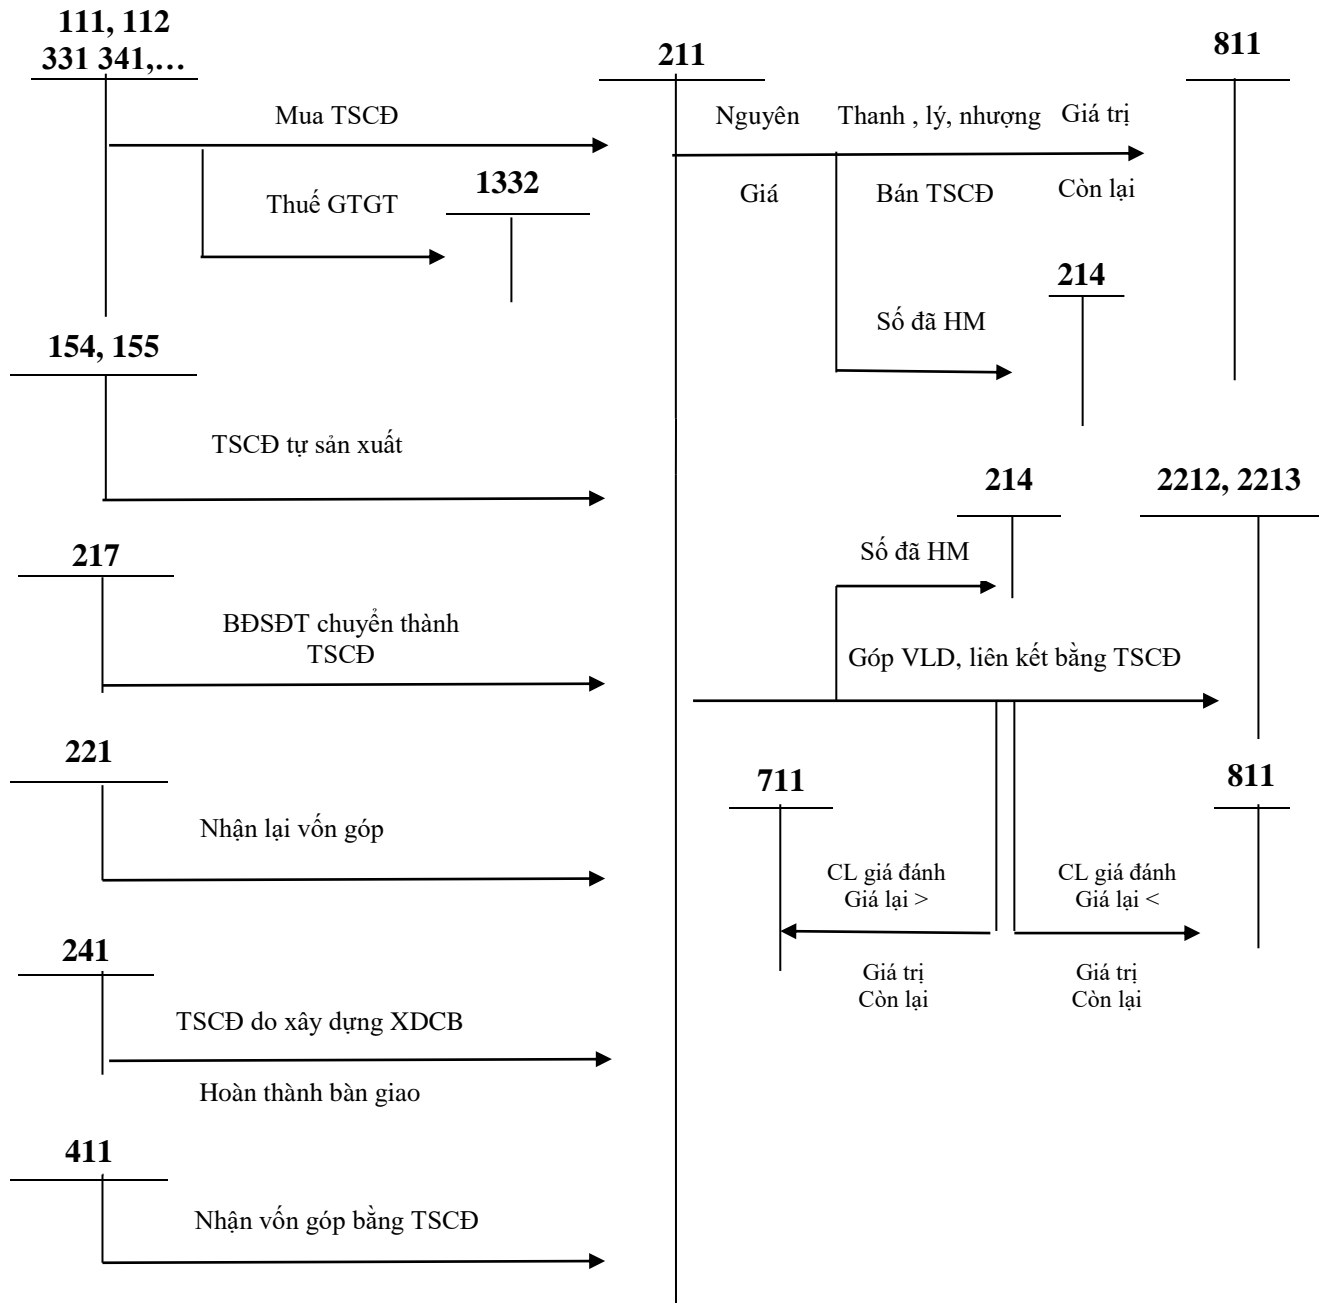 111, 112
331 341,…
Mua TSCĐ
Thuế GTGT
1332
154, 155
TSCĐ tự sản xuất
217
BĐSĐT chuyển thành
TSCĐ
221
Nhận lại vốn góp
241
TSCĐ do xây dựng XDCB
Hoàn thành bàn giao
411
Nhận vốn góp bằng TSCĐ
211
811
Nguyên
Thanh , lý, nhượng
Giá trị
Giá
Bán TSCĐ
Còn lại
214
Số đã HM
214
2212, 2213
Số đã HM
Góp VLD, liên kết bằng TSCĐ
711
811
CL giá đánh
Giá lại >
Giá trị
Còn lại
CL giá đánh
Giá lại <
Giá trị
Còn lại